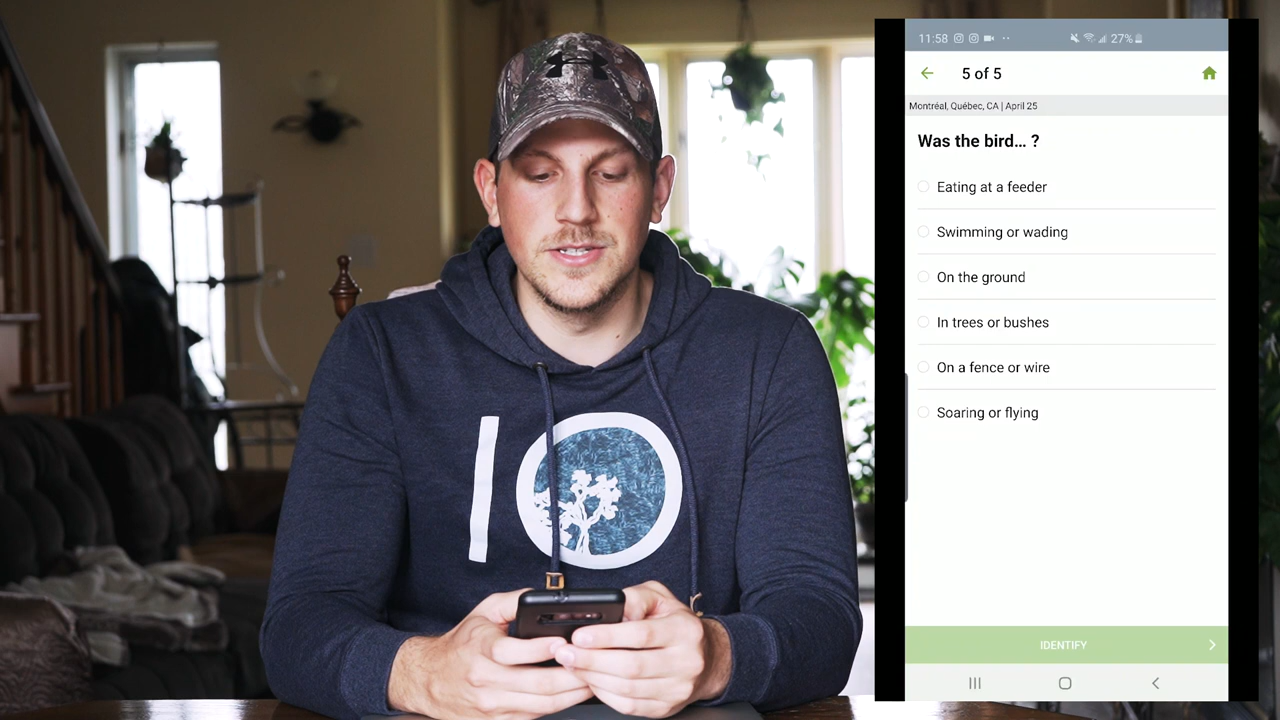 10
11:58
27%
5 of 5
Montréal, Québec, CA | April 25
Was the bird... ?
Eating at a feeder
Swimming or wading
On the ground
In trees or bushes
On a fence or wire
Soaring or flying
IDENTIFY